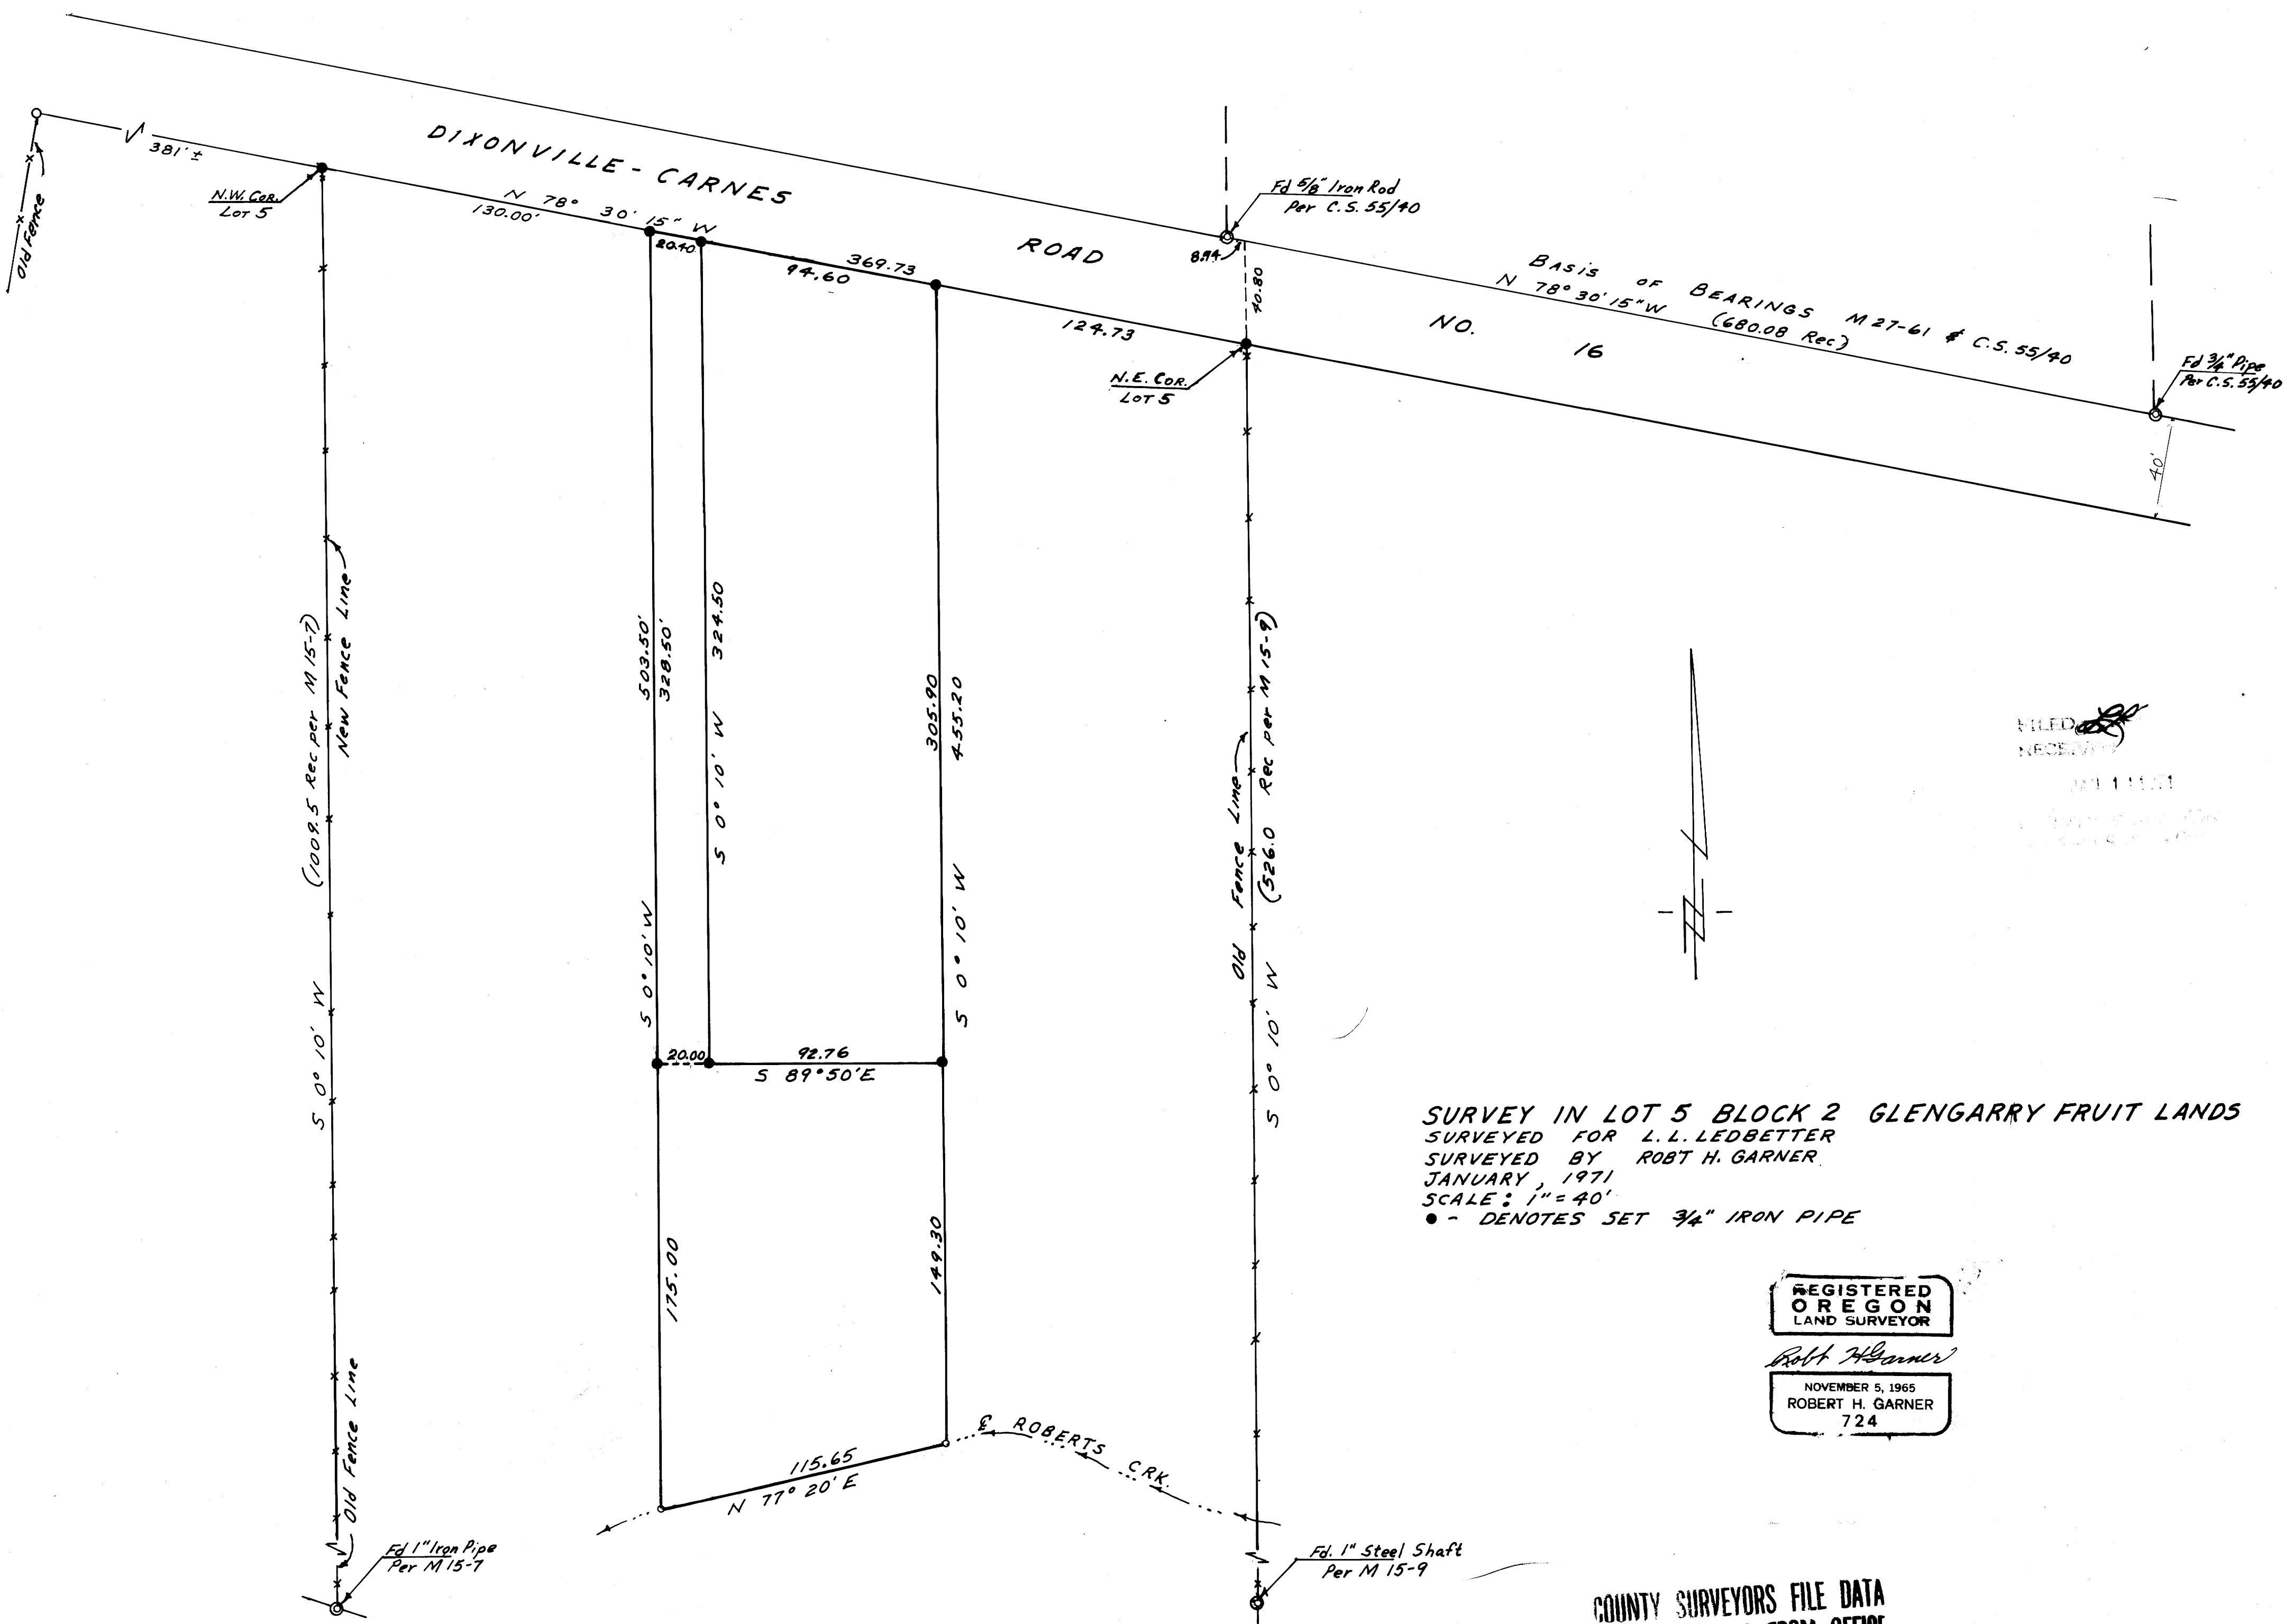 DIXONVILLE - CARNES
ROAD
NO.
16
381' ±
Old Fence
N.W. COR.
LOT 5
N 78° 30' 15" W
130.00'
20.40
369.73
94.60
124.73
Fd 5/8" Iron Rod
Per C.S. 55/40
40.80
BASIS OF BEARINGS M 27-61 & C.S. 55/40
N 78° 30' 15" W
(680.08 Rec)
Fd 3/4" Pipe
Per C.S. 55/40
40'
N.E. COR.
LOT 5
(1009.5 Rec per M 15-7)
S 0° 10' W
New Fence Line
503.50'
328.50'
S 0° 10' W
324.50
S 0° 10' W
305.90
455.20
S 0° 10' W
Old Fence Line
(526.0 Rec per M 15-9)
S 0° 10' W
20.00
92.76
S 89° 50' E
175.00
149.30
115.65
N 77° 20' E
℄ ROBERTS CRK.
Old Fence Line
Fd 1" Iron Pipe
Per M 15-7
Fd. 1" Steel Shaft
Per M 15-9
FILED
SURVEY IN LOT 5 BLOCK 2 GLENGARRY FRUIT LANDS
SURVEYED FOR L.L. LEDBETTER
SURVEYED BY ROBT H. GARNER
JANUARY, 1971
SCALE: 1" = 40'
● - DENOTES SET 3/4" IRON PIPE
REGISTERED
OREGON
LAND SURVEYOR
Robt H Garner
NOVEMBER 5, 1965
ROBERT H. GARNER
724
COUNTY SURVEYORS FILE DATA
FROM OFFICE